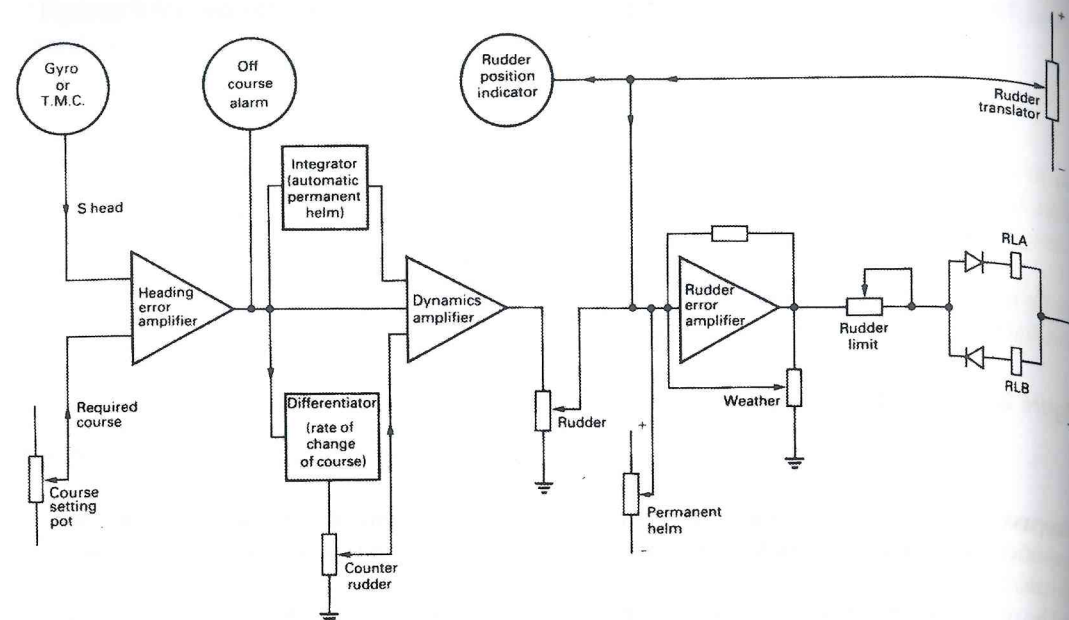 Gyro
or
T.M.C.
Off
course
alarm
Rudder
position
indicator
+
Rudder
translator
-
Integrator
(automatic
permanent
helm)
S head
RLA
Heading
error
amplifier
Dynamics
amplifier
Rudder
error
amplifier
Rudder
limit
RLB
Weather
Required
course
Differentiator
(rate of
change
of course)
Rudder
+
Course
setting
pot
Permanent
helm
-
Counter
rudder